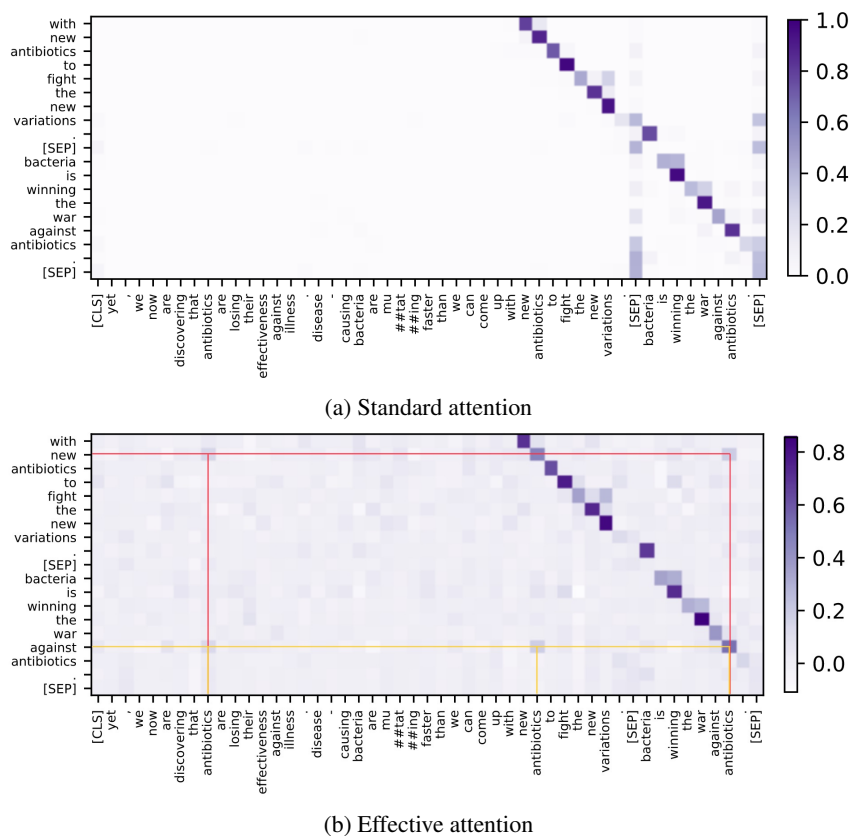 with
new
antibiotics
to
fight
the
new
variations
.
[SEP]
bacteria
is
winning
the
war
against
antibiotics
.
[SEP]
1.0
0.8
0.6
0.4
0.2
0.0
[CLS]
yet
,
we
now
are
discovering
that
antibiotics
are
losing
their
effectiveness
against
illness
.
disease
-
causing
bacteria
are
mu
##tat
##ing
faster
than
we
can
come
up
with
new
antibiotics
to
fight
the
new
variations
.
[SEP]
bacteria
is
winning
the
war
against
antibiotics
.
[SEP]
(a) Standard attention
with
new
antibiotics
to
fight
the
new
variations
.
[SEP]
bacteria
is
winning
the
war
against
antibiotics
.
[SEP]
0.8
0.6
0.4
0.2
0.0
[CLS]
yet
,
we
now
are
discovering
that
antibiotics
are
losing
their
effectiveness
against
illness
.
disease
-
causing
bacteria
are
mu
##tat
##ing
faster
than
we
can
come
up
with
new
antibiotics
to
fight
the
new
variations
.
[SEP]
bacteria
is
winning
the
war
against
antibiotics
.
[SEP]
(b) Effective attention